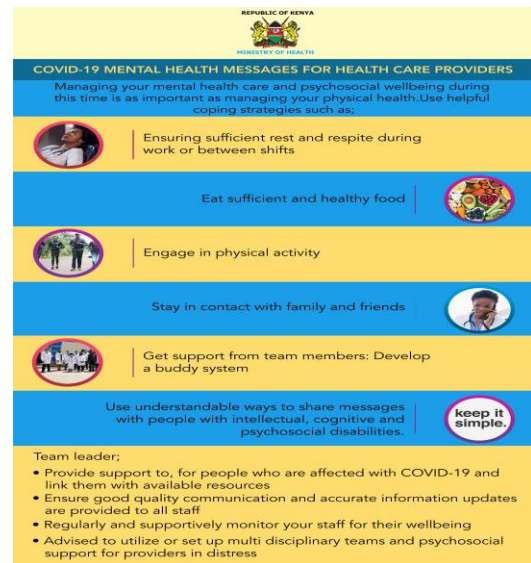 REPUBLIC OF KENYA
MINISTRY OF HEALTH
COVID-19 MENTAL HEALTH MESSAGES FOR HEALTH CARE PROVIDERS
Managing your mental health care and psychosocial wellbeing during
this time is as important as managing your physical health.Use helpful
coping strategies such as;
Ensuring sufficient rest and respite during
work or between shifts
Eat sufficient and healthy food
Engage in physical activity
Stay in contact with family and friends
Get support from team members: Develop
a buddy system
Use understandable ways to share messages
with people with intellectual, cognitive and
psychosocial disabilities.
keep it
simple.
Team leader;
• Provide support to, for people who are affected with COVID-19 and
link them with available resources
• Ensure good quality communication and accurate information updates
are provided to all staff
• Regularly and supportively monitor your staff for their wellbeing
• Advised to utilize or set up multi disciplinary teams and psychosocial
support for providers in distress